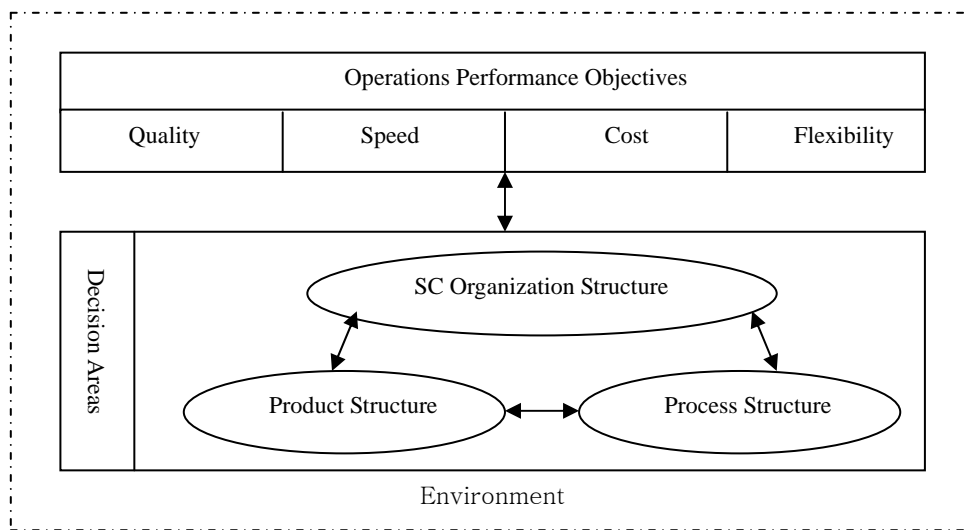 Operations Performance Objectives
Quality
Speed
Cost
Flexibility
Decision Areas
SC Organization Structure
Product Structure
Process Structure
Environment